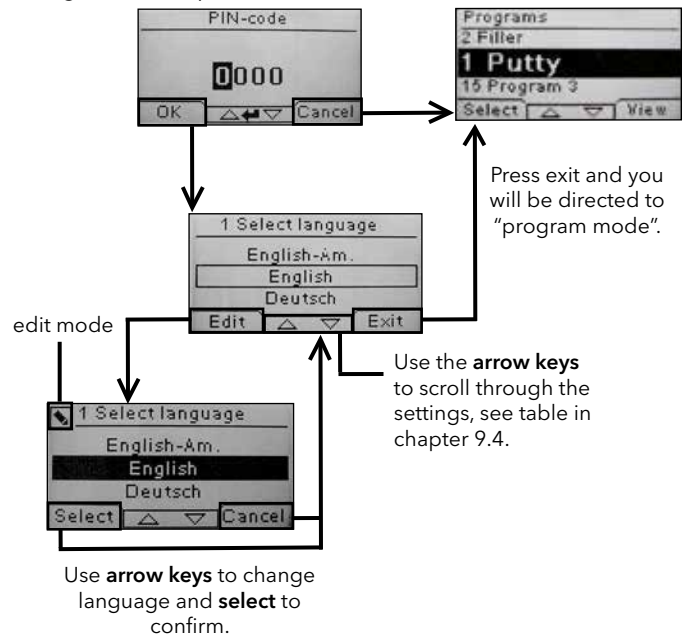 PIN-code
0000
OK Cancel
Programs
2 Filler
1 Putty
15 Program 3
Select View
Press exit and you
will be directed to
“program mode”.
1 Select language
English-Am.
English
Deutsch
Edit Exit
edit mode
Use the arrow keys
to scroll through the
settings, see table in
chapter 9.4.
1 Select language
English-Am.
English
Deutsch
Select Cancel
Use arrow keys to change
language and select to
confirm.